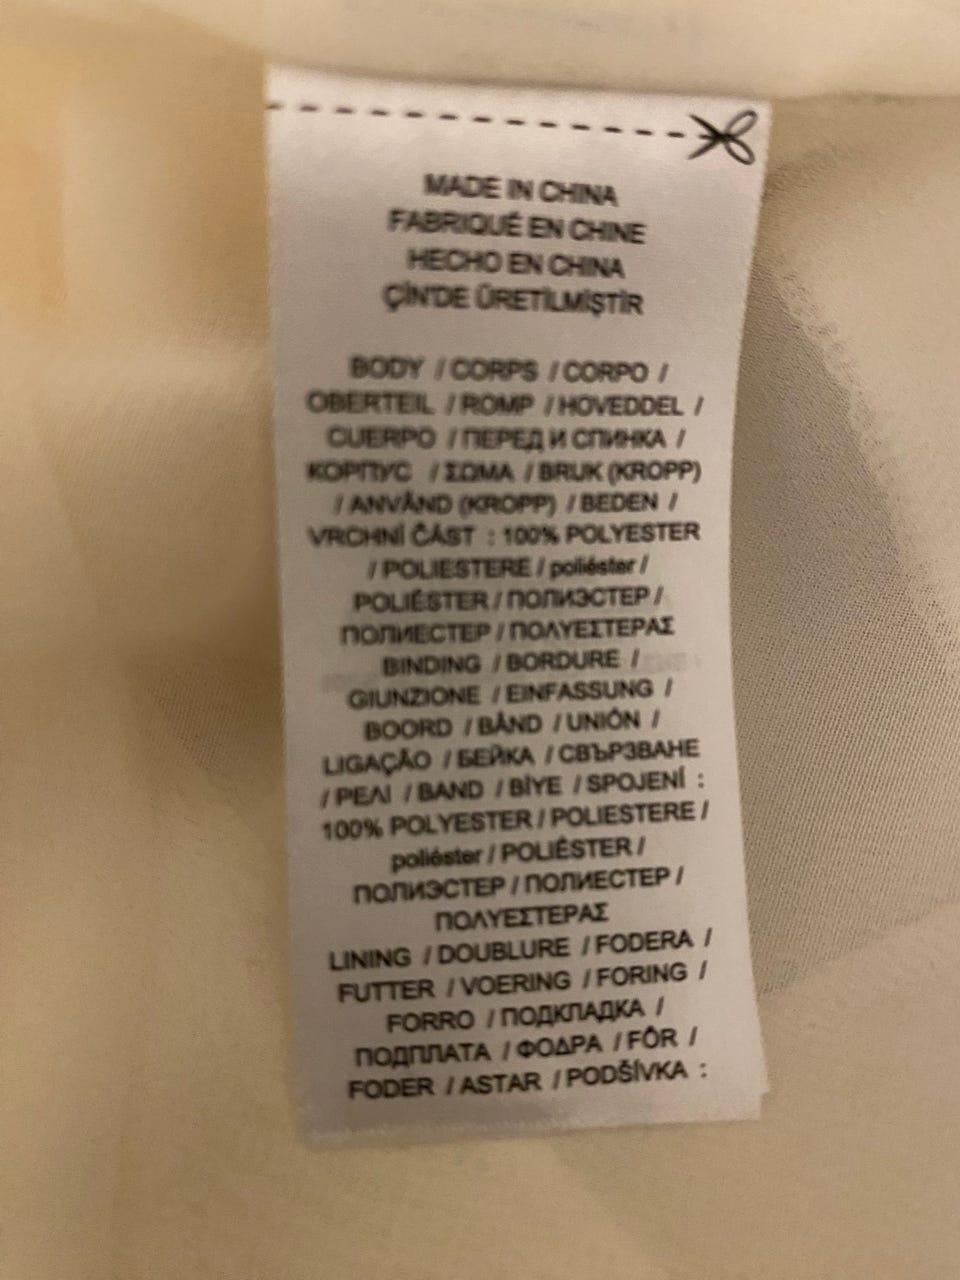 MADE IN CHINA
FABRIQUÉ EN CHINE
HECHO EN CHINA
ÇİN'DE ÜRETİLMİŞTİR
BODY / CORPS / CORPO /
OBERTEIL / ROMP / HOVEDDEL /
CUERPO / ПЕРЕД И СПИНКА /
КОРПУС / ΣΩΜΑ / BRUK (KROPP)
/ ANVÄND (KROPP) / BEDEN /
VRCHNÍ ČÁST : 100% POLYESTER
/ POLIESTERE / poliéster /
POLIÉSTER / ПОЛИЭСТЕР /
ПОЛИЕСТЕР / ΠΟΛΥΕΣΤΕΡΑΣ
BINDING / BORDURE /
GIUNZIONE / EINFASSUNG /
BOORD / BÅND / UNIÓN /
LIGAÇÃO / БЕЙКА / СВЪРЗВАНЕ
/ ΡΕΛΙ / BAND / BİYE / SPOJENÍ :
100% POLYESTER / POLIESTERE /
poliéster / POLIÉSTER /
ПОЛИЭСТЕР / ПОЛИЕСТЕР /
ΠΟΛΥΕΣΤΕΡΑΣ
LINING / DOUBLURE / FODERA /
FUTTER / VOERING / FORING /
FORRO / ПОДКЛАДКА /
ПОДПЛАТА / ΦΟΔΡΑ / FÔR /
FODER / ASTAR / PODŠÍVKA :